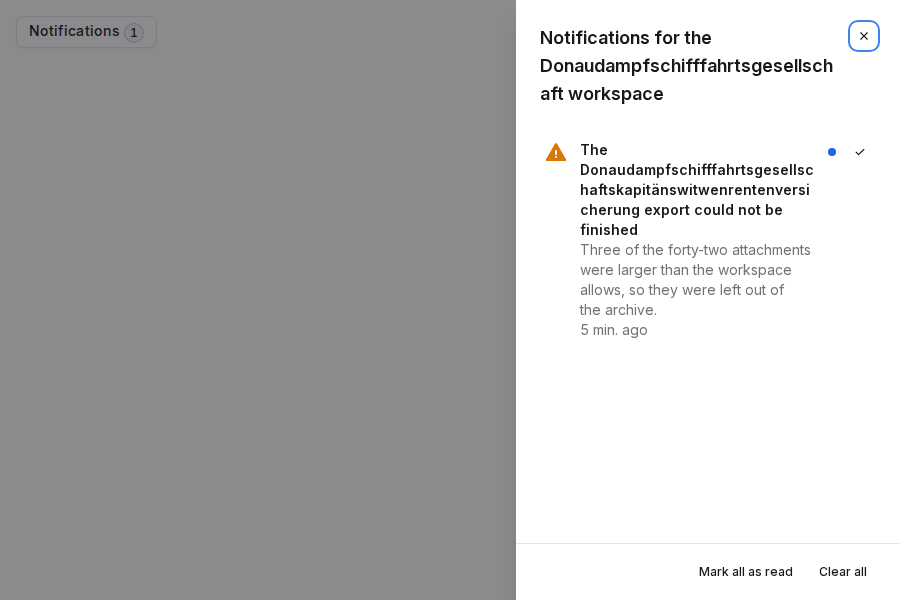 Notifications 1
Notifications for the
Donaudampfschifffahrtsgesellsch
aft workspace
The
Donaudampfschifffahrtsgesellsc
haftskapitänswitwenrentenversi
cherung export could not be
finished
Three of the forty-two attachments
were larger than the workspace
allows, so they were left out of
the archive.
5 min. ago
Mark all as read
Clear all